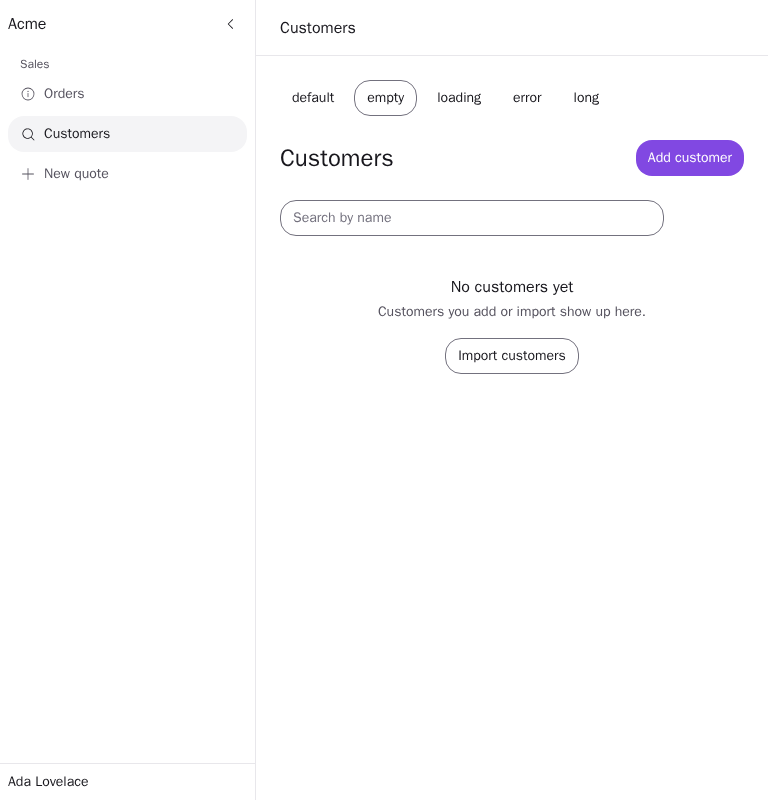 Acme
Sales
Orders
Customers
New quote
Ada Lovelace
Customers
default empty loading error long
Customers
Add customer
Search by name
No customers yet
Customers you add or import show up here.
Import customers